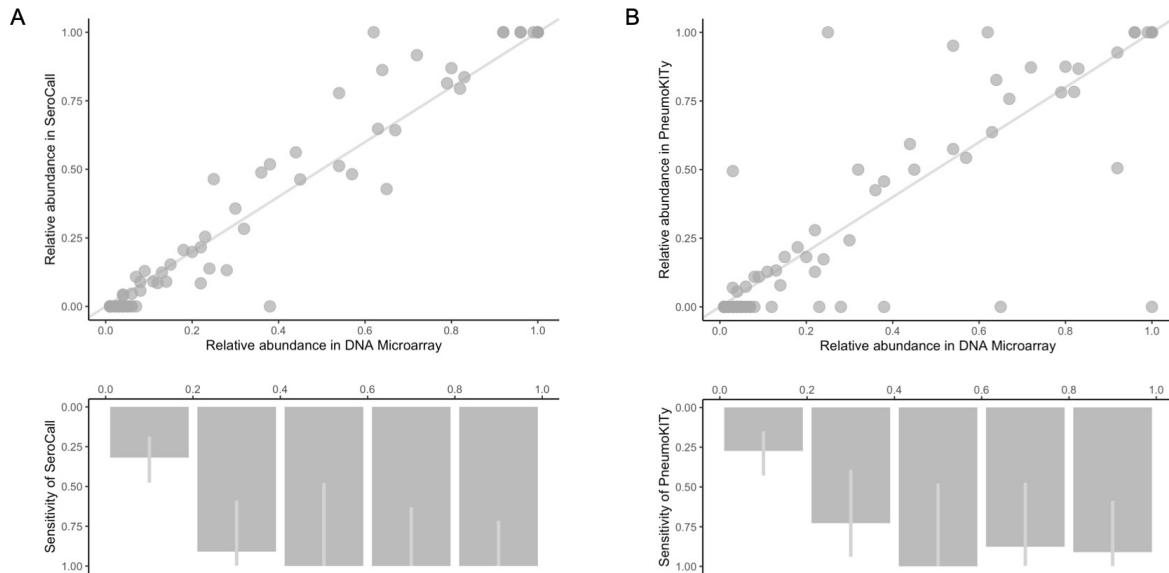 A
Relative abundance in SeroCall
1.00
0.75
0.50
0.25
0.00
0.0 0.2 0.4 0.6 0.8 1.0
Relative abundance in DNA Microarray
0.0 0.2 0.4 0.6 0.8 1.0
Sensitivity of SeroCall
0.00
0.25
0.50
0.75
1.00
B
Relative abundance in PneumoKITy
1.00
0.75
0.50
0.25
0.00
0.0 0.2 0.4 0.6 0.8 1.0
Relative abundance in DNA Microarray
0.0 0.2 0.4 0.6 0.8 1.0
Sensitivity of PneumoKITy
0.00
0.25
0.50
0.75
1.00